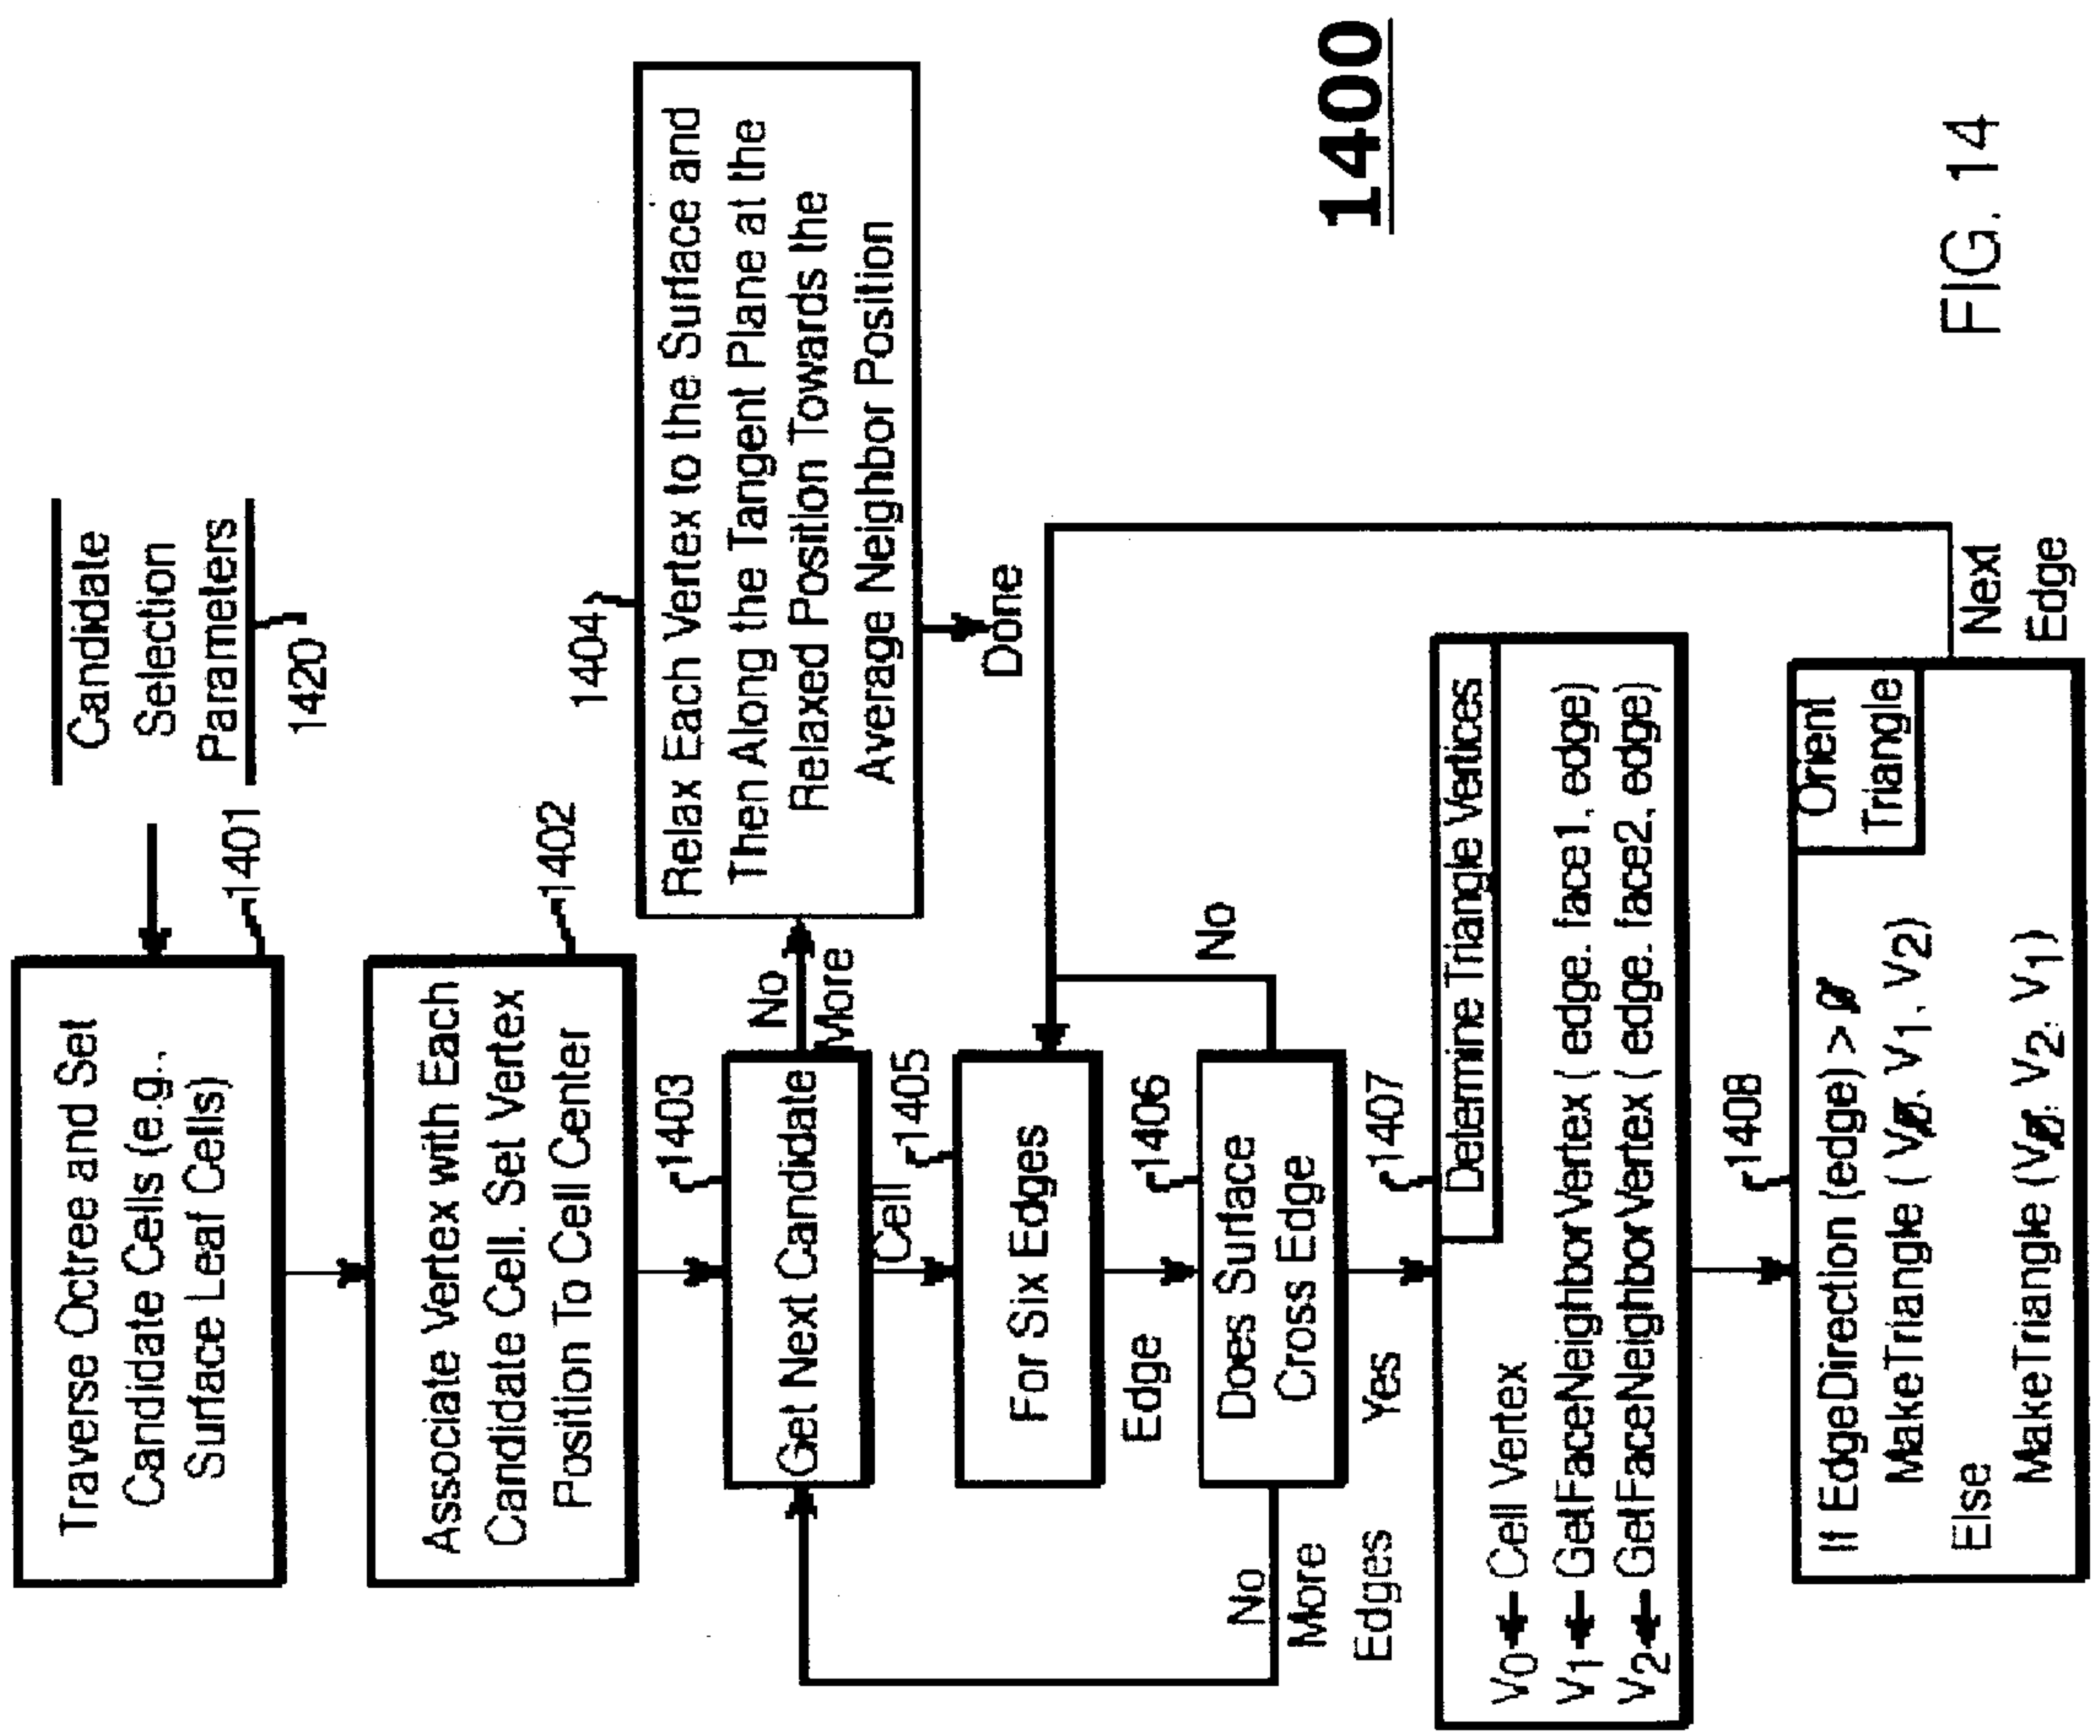 Candidate
Selection
Parameters
1420
Traverse Octree and Set
Candidate Cells (e.g.,
Surface Leaf Cells)
1401
Associate Vertex with Each
Candidate Cell. Set Vertex
Position To Cell Center
1402
1403
Get Next Candidate
No
More
Cell
1404
Relax Each Vertex to the Surface and
Then Along the Tangent Plane at the
Relaxed Position Towards the
Average Neighbor Position
Done
1405
For Six Edges
Edge
1406
Does Surface
Cross Edge
No
No
More
Edges
Yes
1407
Determine Triangle Vertices
V0 ← Cell Vertex
V1 ← GetFaceNeighborVertex ( edge. face1, edge)
V2 ← GetFaceNeighborVertex ( edge. face2, edge)
1408
Orient
Triangle
If EdgeDirection (edge) > 0
MakeTriangle ( V0, V1, V2)
Else
MakeTriangle (V0, V2, V1)
Next
Edge
1400
FIG. 14